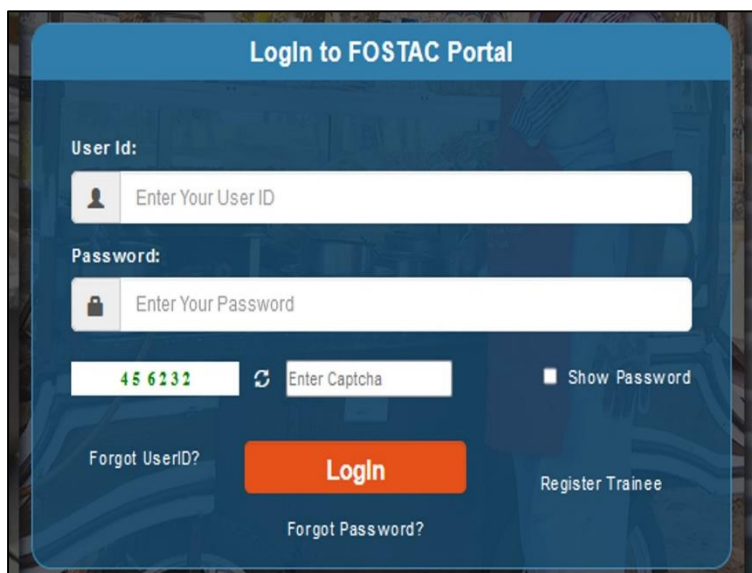 LogIn to FOSTAC Portal
User Id:
Enter Your User ID
Password:
Enter Your Password
45 6232 Enter Captcha Show Password
Forgot UserID? LogIn Register Trainee
Forgot Password?